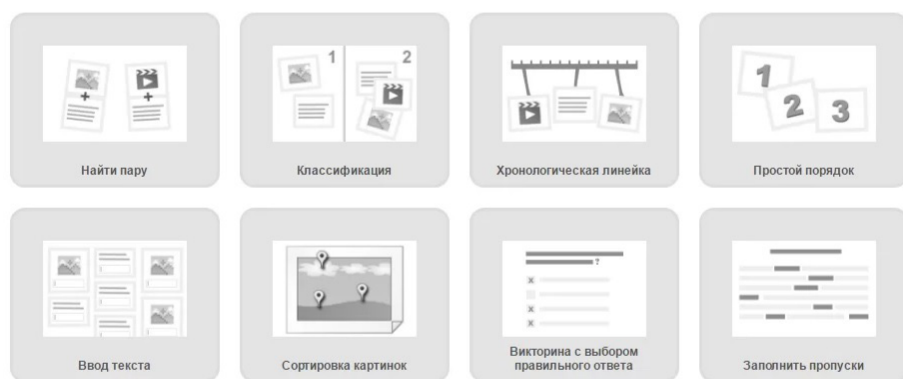 1
2
1
2
3
Найти пару
Классификация
Хронологическая линейка
Простой порядок
?
X
X
X
Ввод текста
Сортировка картинок
Викторина с выбором
правильного ответа
Заполнить пропуски